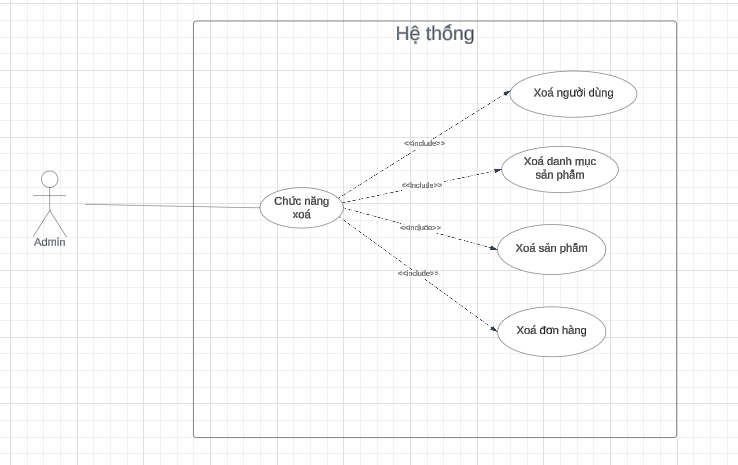 Hệ thống
Xoá người dùng
<<include>>
Xoá danh mục
sản phẩm
<<include>>
Chức năng
xoá
<<include>>
Admin
Xoá sản phẩm
<<include>>
Xoá đơn hàng